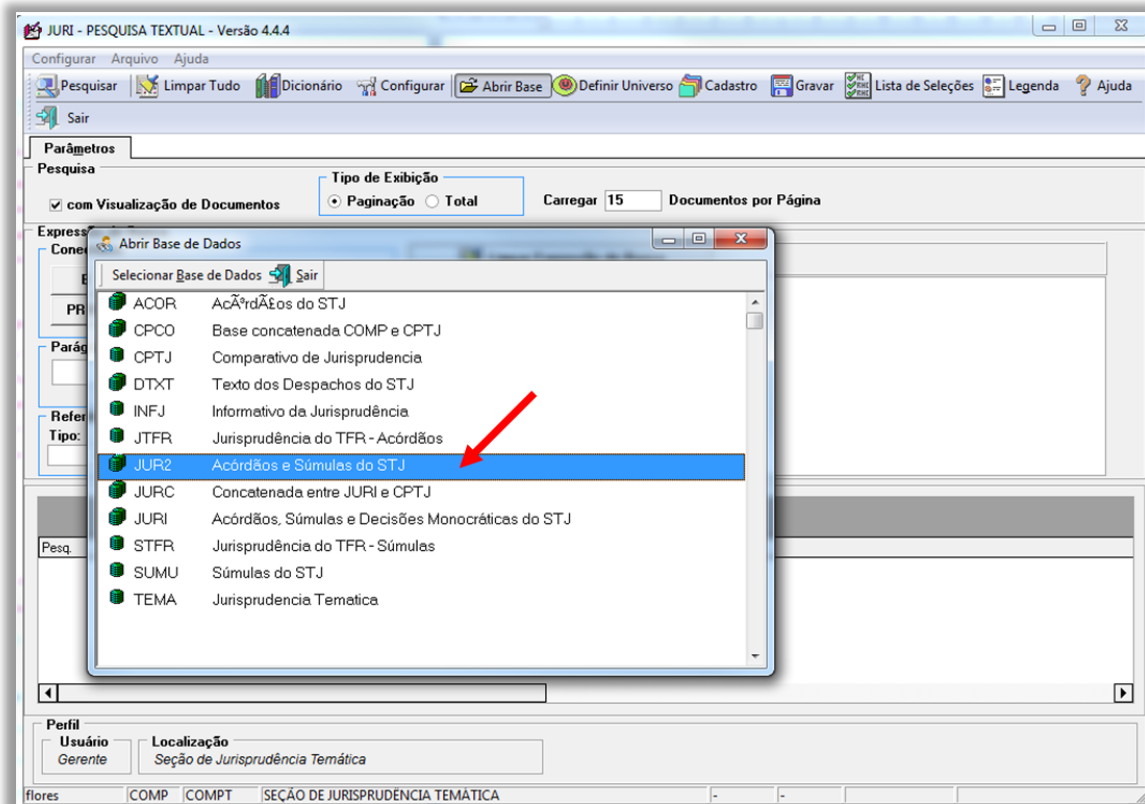 JURI - PESQUISA TEXTUAL - Versão 4.4.4
Configurar Arquivo Ajuda
Pesquisar Limpar Tudo Dicionário Configurar Abrir Base Definir Universo Cadastro Gravar Lista de Seleções Legenda Ajuda
Sair
Parâmetros
Pesquisa
Tipo de Exibição
com Visualização de Documentos Paginação Total Carregar 15 Documentos por Página
Abrir Base de Dados
Selecionar Base de Dados Sair
ACOR AcÃ³rdÃ£os do STJ
CPCO Base concatenada COMP e CPTJ
CPTJ Comparativo de Jurisprudencia
DTXT Texto dos Despachos do STJ
INFJ Informativo da Jurisprudência
JTFR Jurisprudência do TFR - Acórdãos
JUR2 Acórdãos e Súmulas do STJ
JURC Concatenada entre JURI e CPTJ
JURI Acórdãos, Súmulas e Decisões Monocráticas do STJ
STFR Jurisprudência do TFR - Súmulas
SUMU Súmulas do STJ
TEMA Jurisprudencia Tematica
Express
Cone
E
PR
Parág
Refer
Tipo:
Pesq.
Perfil
Usuário Localização
Gerente Seção de Jurisprudência Temática
flores COMP COMPT SEÇÃO DE JURISPRUDÊNCIA TEMÁTICA - -